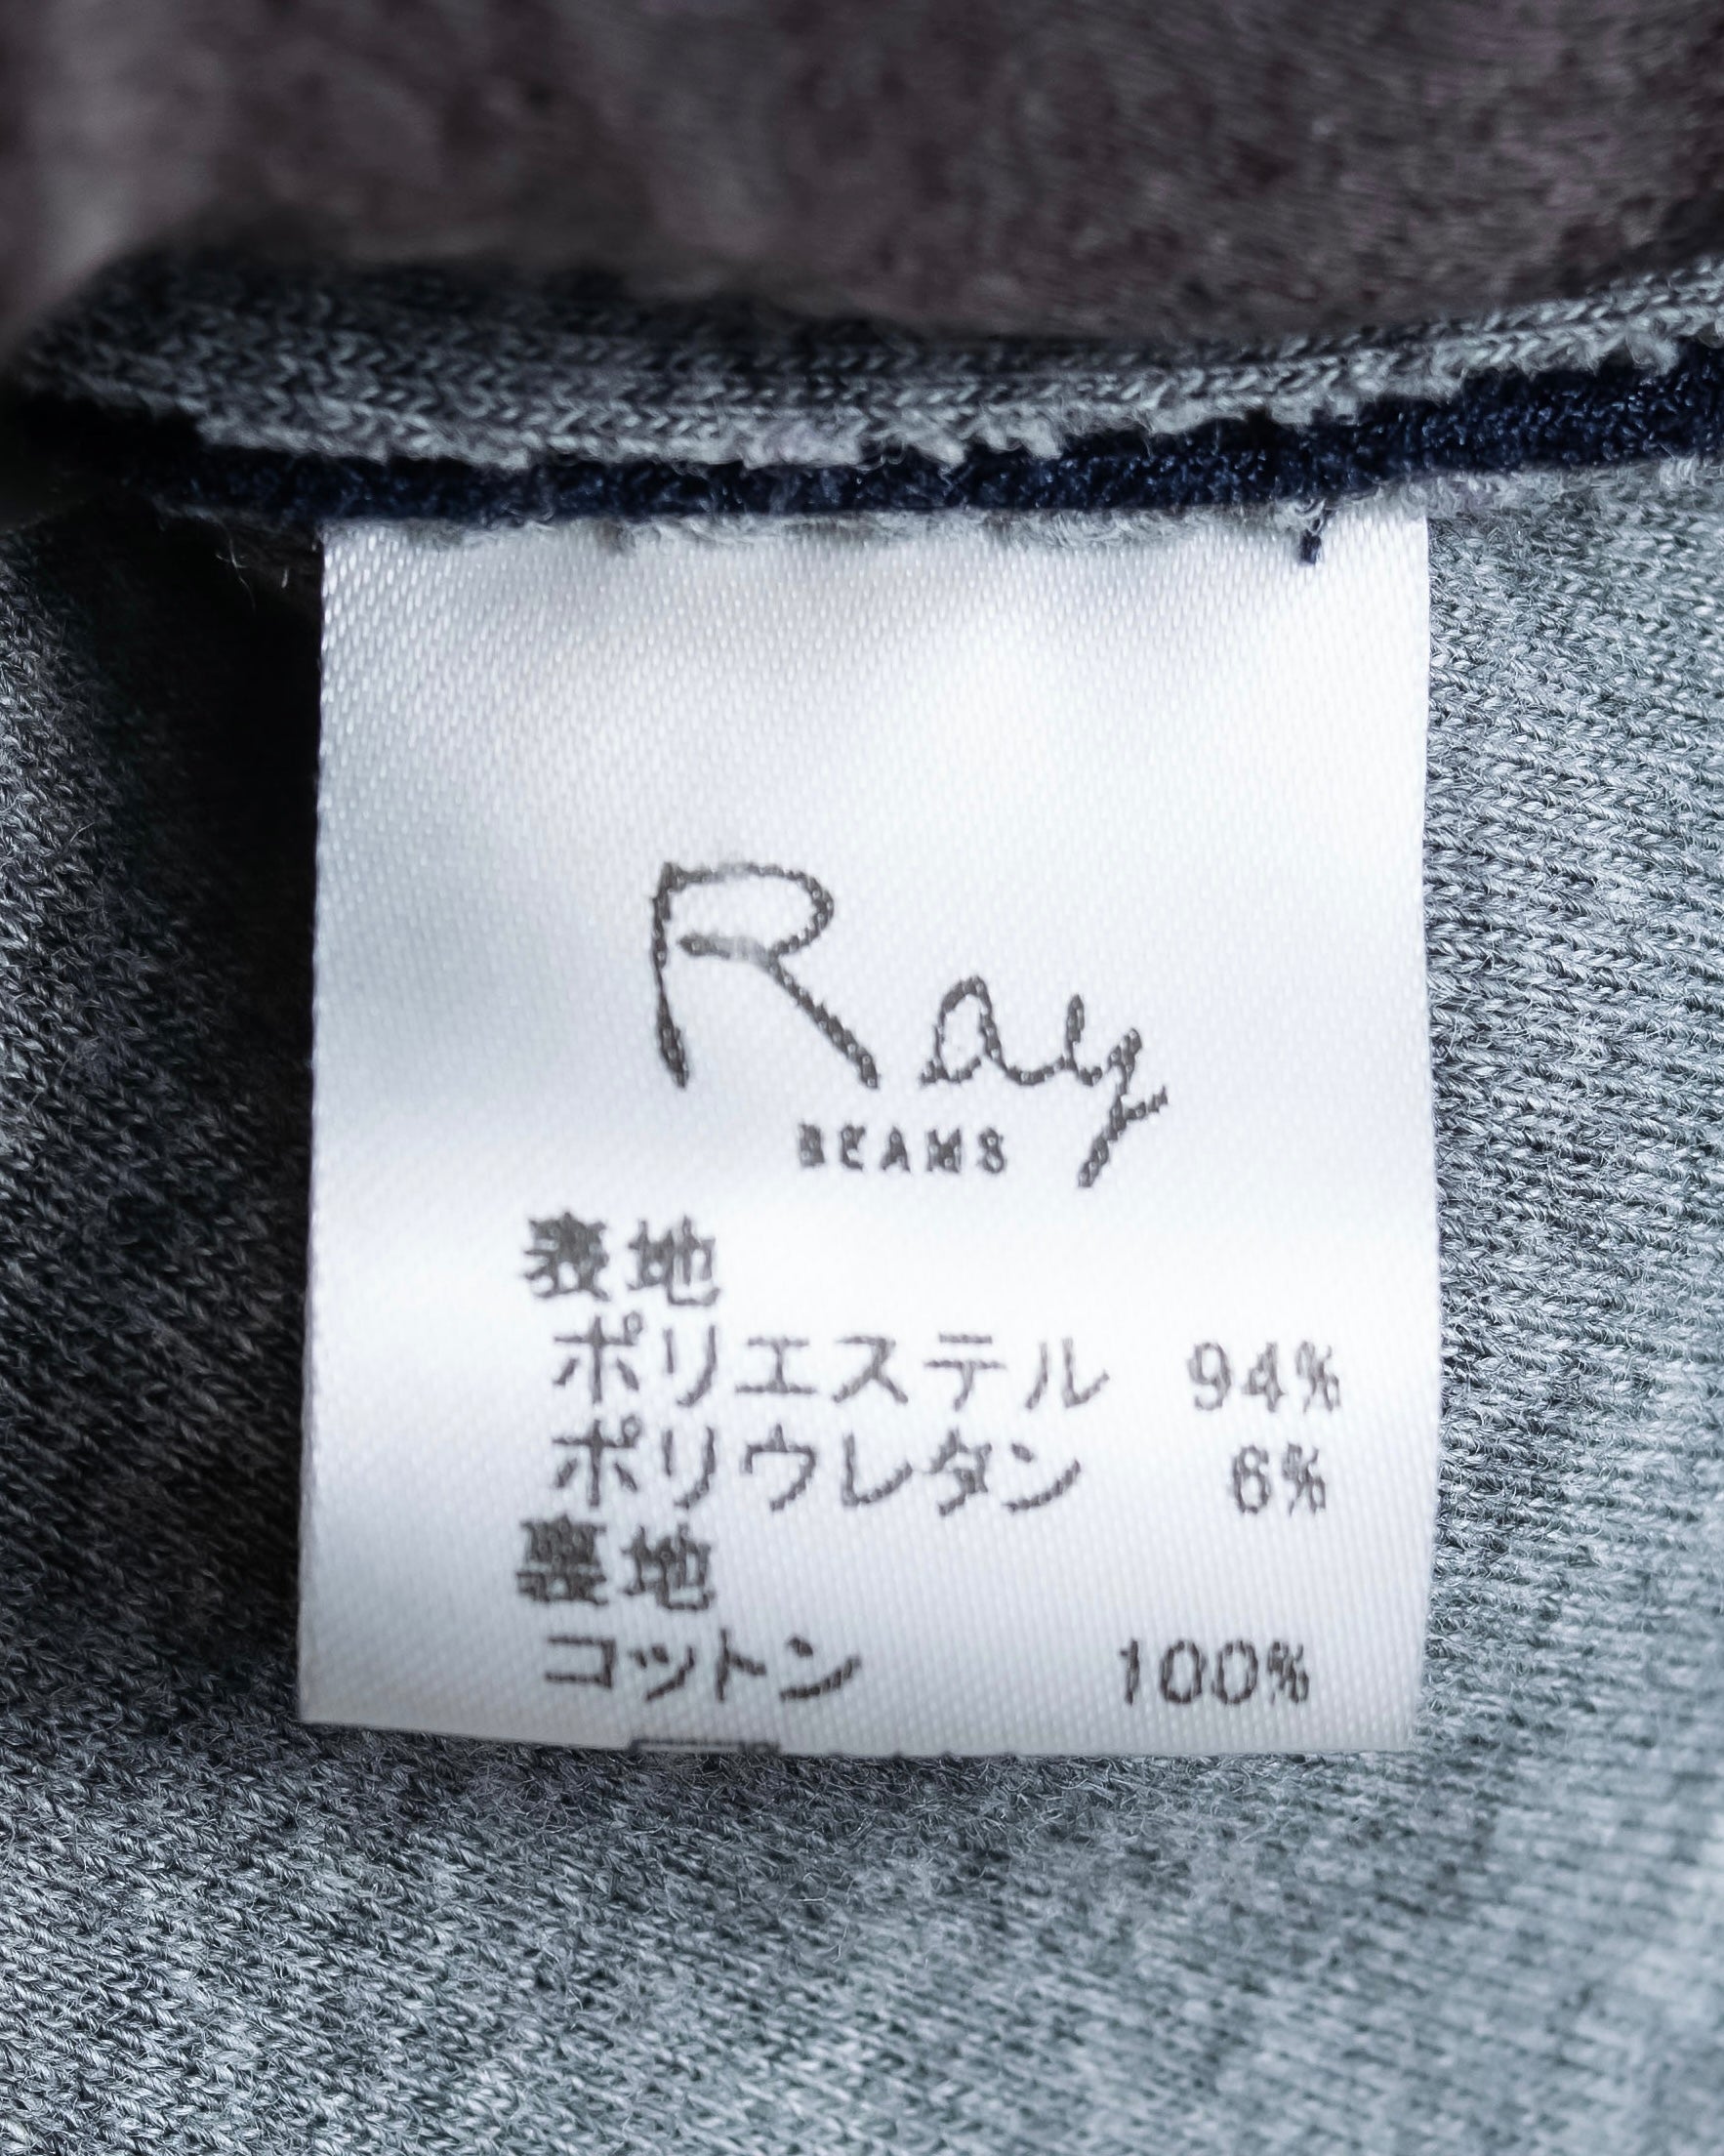 Ray
BEAMS
表地
ポリエステル 94%
ポリウレタン 6%
裏地
コットン 100%